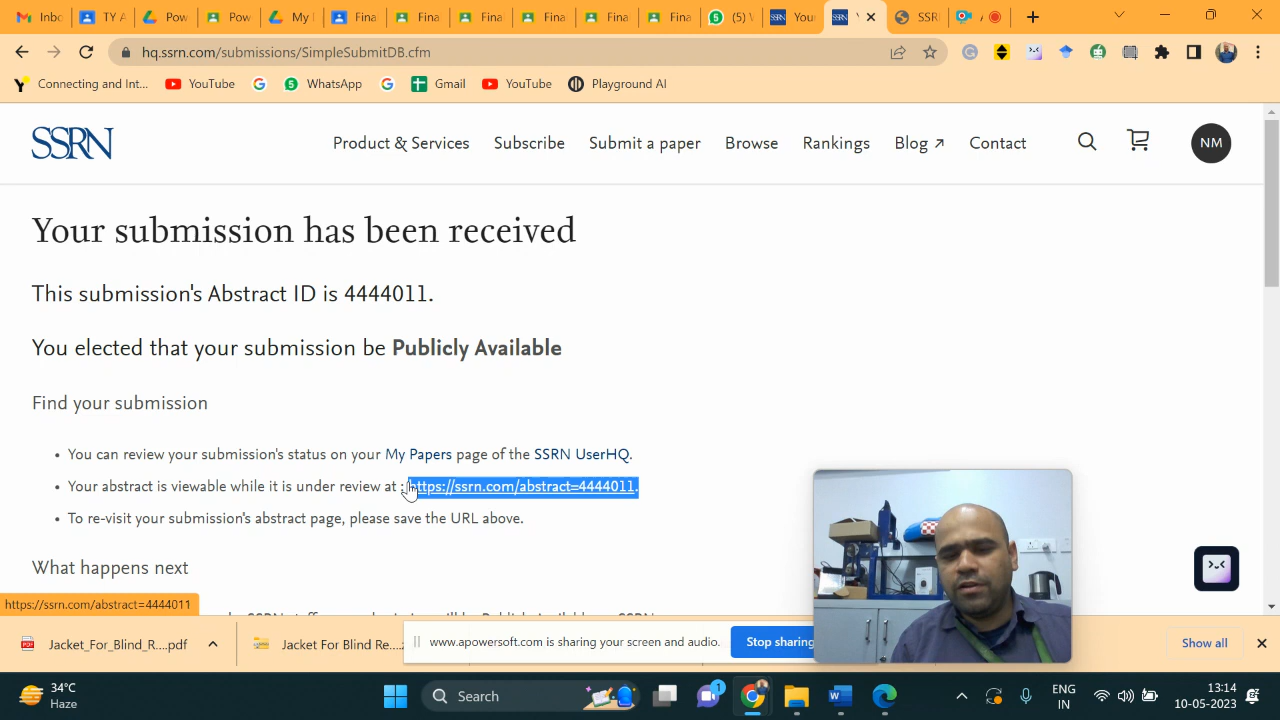 Inbo
TY A
Pow
Pow
My I
Fina
Fina
Fina
Fina
Fina
Fina
(5) \
You
SSRI
hq.ssrn.com/submissions/SimpleSubmitDB.cfm
Connecting and Int...
YouTube
WhatsApp
Gmail
YouTube
Playground AI
SSRN
Product & Services
Subscribe
Submit a paper
Browse
Rankings
Blog ↗
Contact
NM
Your submission has been received
This submission's Abstract ID is 4444011.
You elected that your submission be Publicly Available
Find your submission
• You can review your submission's status on your My Papers page of the SSRN UserHQ.
• Your abstract is viewable while it is under review at : https://ssrn.com/abstract=4444011.
• To re-visit your submission's abstract page, please save the URL above.
What happens next
https://ssrn.com/abstract=4444011
Jacket_For_Blind_R....pdf
Jacket For Blind Re...
www.apowersoft.com is sharing your screen and audio.
Stop sharing
Show all
34°C
Haze
Search
1
ENG
IN
13:14
10-05-2023